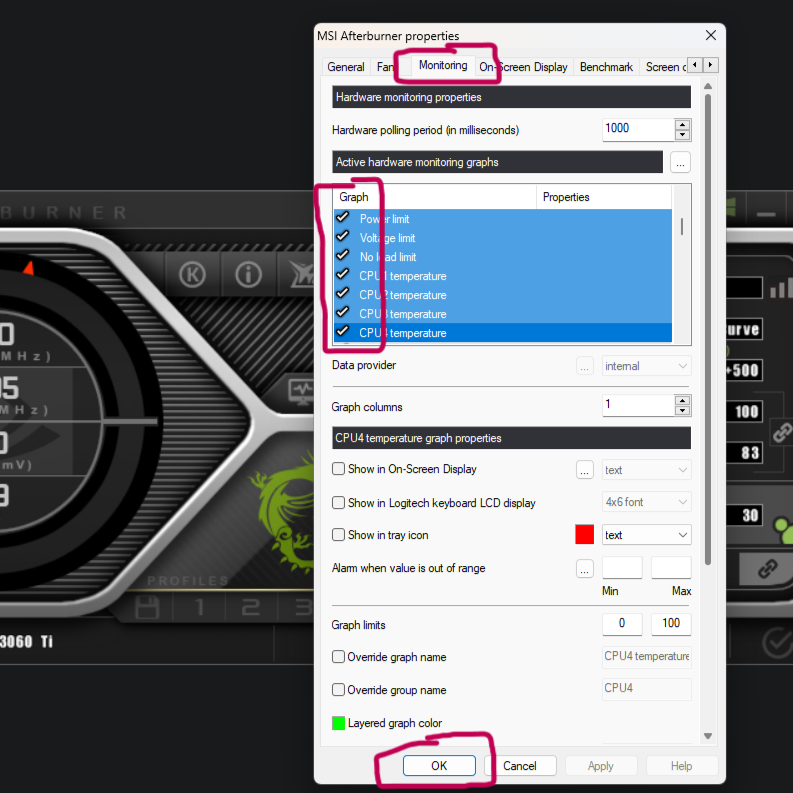 MSI Afterburner properties
General Fan Monitoring On-Screen Display Benchmark Screen c
Hardware monitoring properties
Hardware polling period (in milliseconds) 1000
Active hardware monitoring graphs ...
Graph Properties
Power limit
Voltage limit
No load limit
CPU1 temperature
CPU2 temperature
CPU3 temperature
CPU4 temperature
Data provider ... internal
Graph columns 1
CPU4 temperature graph properties
Show in On-Screen Display ... text
Show in Logitech keyboard LCD display 4x6 font
Show in tray icon text
Alarm when value is out of range ...
Min Max
Graph limits 0 100
Override graph name CPU4 temperature
Override group name CPU4
Layered graph color
OK Cancel Apply Help
BURNER
K i
0
MHz)
05
MHz)
0
mV)
3
PROFILES
1 2 3
3060 Ti
urve
+500
100
83
30